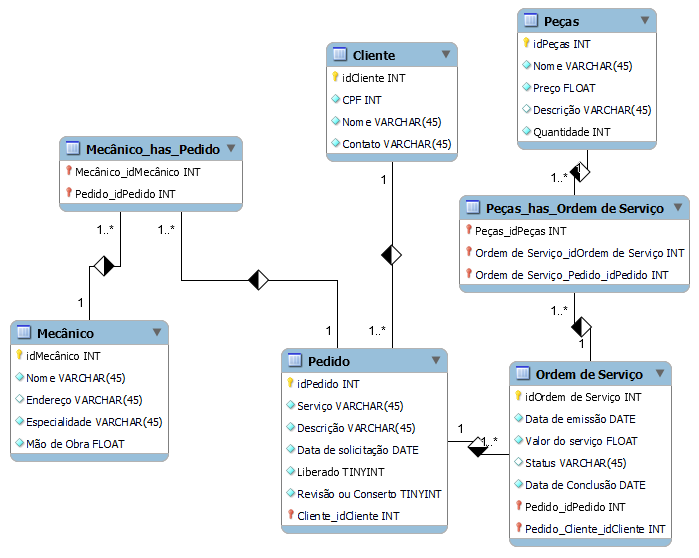 Peças
idPeças INT
Nome VARCHAR(45)
Preço FLOAT
Descrição VARCHAR(45)
Quantidade INT
Cliente
idCliente INT
CPF INT
Nome VARCHAR(45)
Contato VARCHAR(45)
Mecânico_has_Pedido
Mecânico_idMecânico INT
Pedido_idPedido INT
1
1..*
Peças_has_Ordem de Serviço
Peças_idPeças INT
Ordem de Serviço_idOrdem de Serviço INT
Ordem de Serviço_Pedido_idPedido INT
1
1..*
1..*
1..*
1
1
1..*
1
Mecânico
idMecânico INT
Nome VARCHAR(45)
Endereço VARCHAR(45)
Especialidade VARCHAR(45)
Mão de Obra FLOAT
Pedido
idPedido INT
Serviço VARCHAR(45)
Descrição VARCHAR(45)
Data de solicitação DATE
Liberado TINYINT
Revisão ou Conserto TINYINT
Cliente_idCliente INT
1
1..*
Ordem de Serviço
idOrdem de Serviço INT
Data de emissão DATE
Valor do serviço FLOAT
Status VARCHAR(45)
Data de Conclusão DATE
Pedido_idPedido INT
Pedido_Cliente_idCliente INT